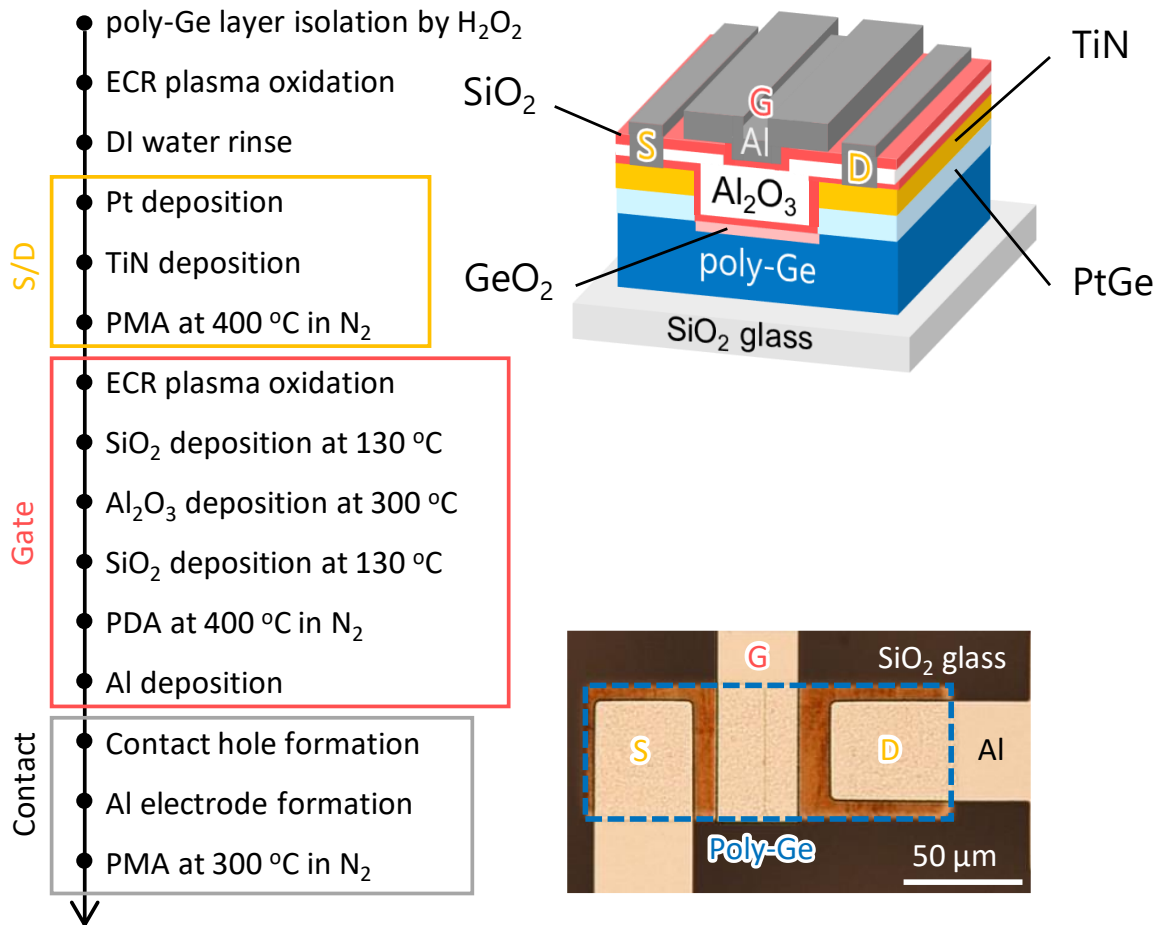 poly-Ge layer isolation by H₂O₂
ECR plasma oxidation
DI water rinse
S/D
Pt deposition
TiN deposition
PMA at 400 °C in N₂
Gate
ECR plasma oxidation
SiO₂ deposition at 130 °C
Al₂O₃ deposition at 300 °C
SiO₂ deposition at 130 °C
PDA at 400 °C in N₂
Al deposition
Contact
Contact hole formation
Al electrode formation
PMA at 300 °C in N₂
TiN
SiO₂
G
S
Al
D
Al₂O₃
GeO₂
poly-Ge
PtGe
SiO₂ glass
G
SiO₂ glass
S
D
Al
Poly-Ge
50 μm